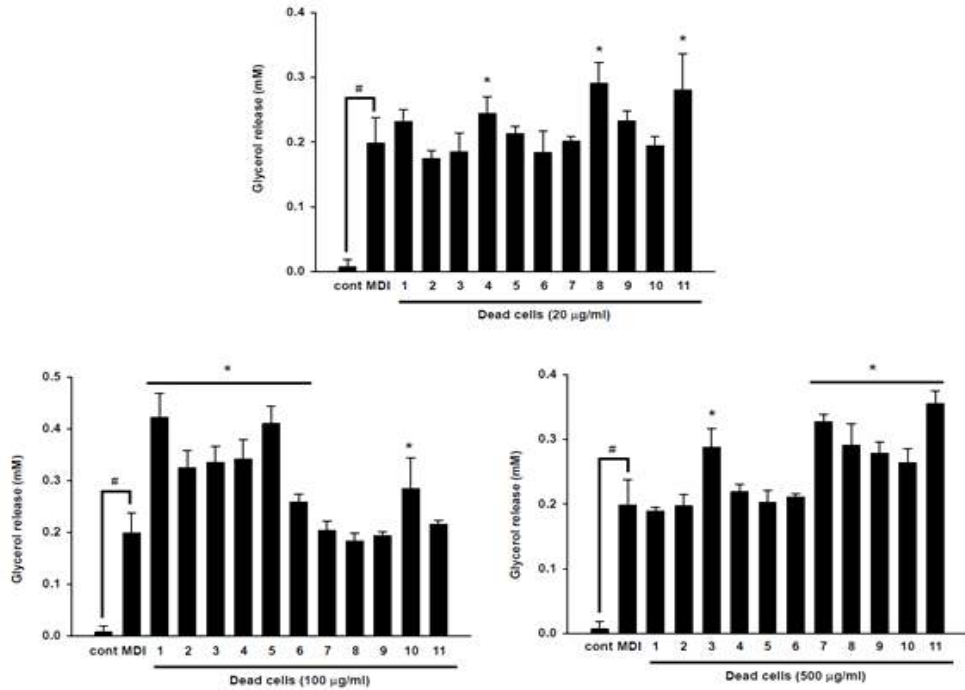 Glycerol release (mM)
0.4
0.3
0.2
0.1
0.0
#
*
*
*
cont MDI 1 2 3 4 5 6 7 8 9 10 11
Dead cells (20 μg/ml)
Glycerol release (mM)
0.5
0.4
0.3
0.2
0.1
0.0
#
*
*
cont MDI 1 2 3 4 5 6 7 8 9 10 11
Dead cells (100 μg/ml)
Glycerol release (mM)
0.4
0.3
0.2
0.1
0.0
#
*
*
cont MDI 1 2 3 4 5 6 7 8 9 10 11
Dead cells (500 μg/ml)